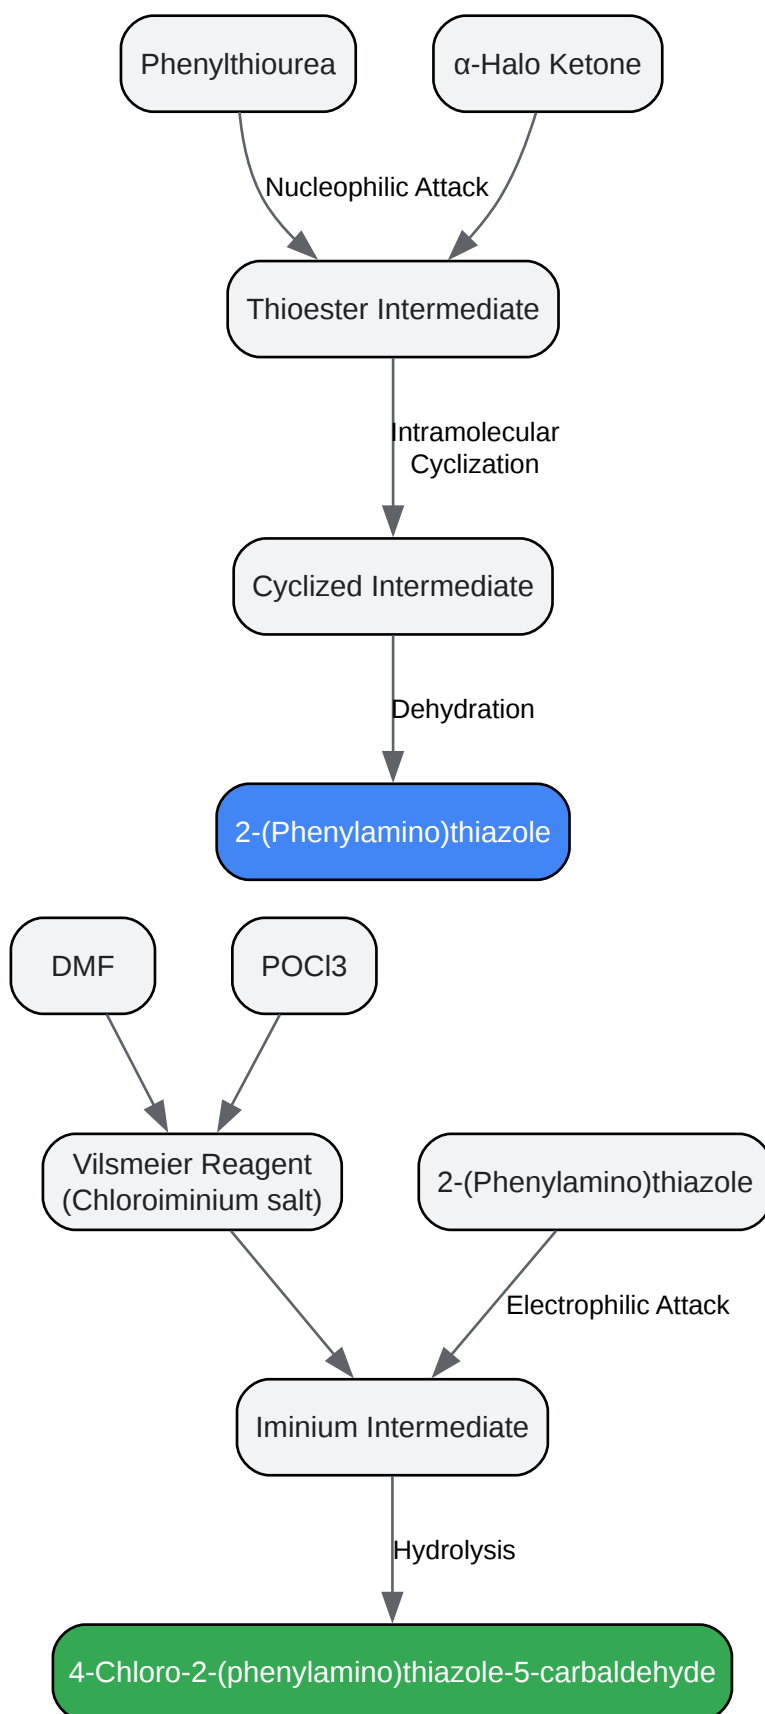 Phenylthiourea
α-Halo Ketone
Nucleophilic Attack
Thioester Intermediate
Intramolecular
Cyclization
Cyclized Intermediate
Dehydration
2-(Phenylamino)thiazole
DMF
POCl3
Vilsmeier Reagent
(Chloroiminium salt)
2-(Phenylamino)thiazole
Electrophilic Attack
Iminium Intermediate
Hydrolysis
4-Chloro-2-(phenylamino)thiazole-5-carbaldehyde